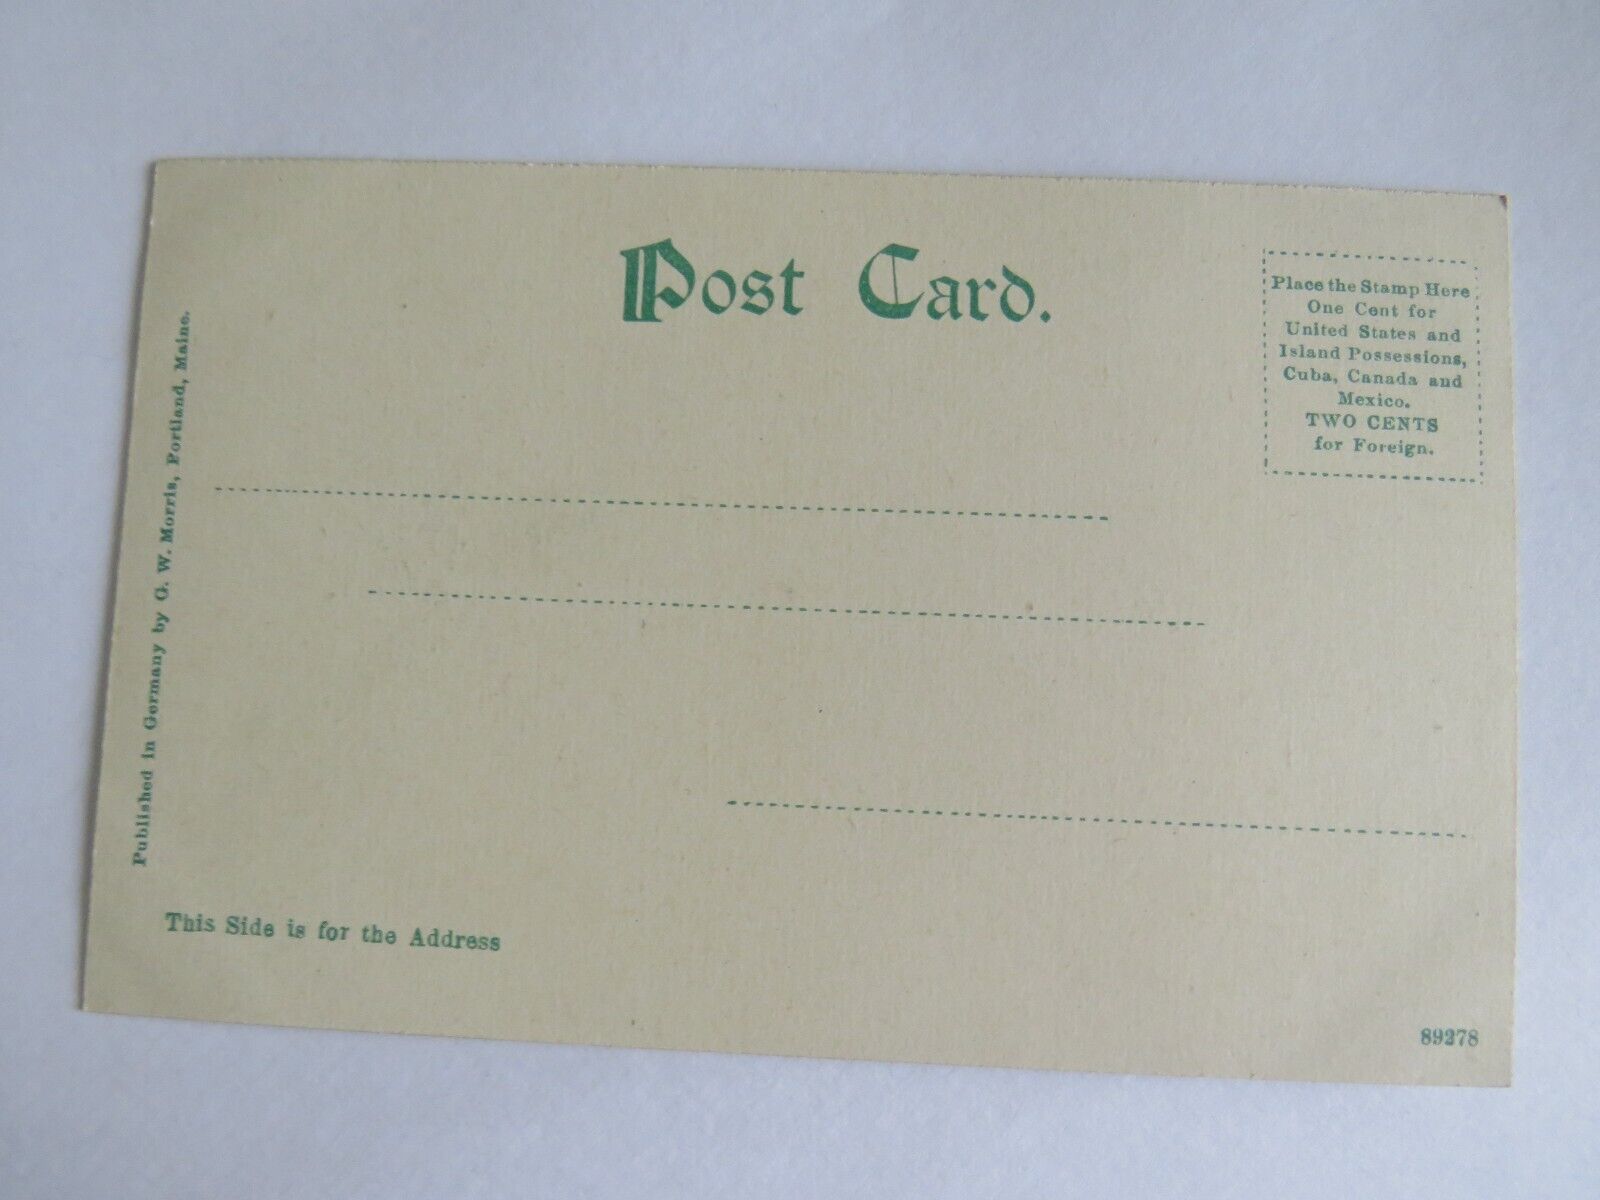 Post Card.
Place the Stamp Here
One Cent for
United States and
Island Possessions,
Cuba, Canada and
Mexico.
TWO CENTS
for Foreign.
Published in Germany by G. W. Morris, Portland, Maine.
This Side is for the Address
89278